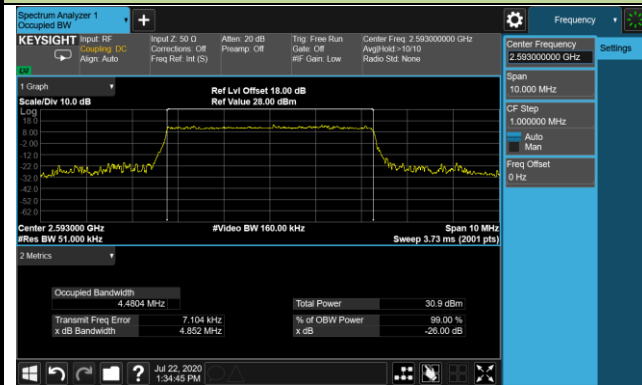 Spectrum Analyzer 1
Occupied BW
Frequency
KEYSIGHT
Input: RF
Coupling: DC
Align: Auto
Input Z: 50 Ω
Corrections: Off
Freq Ref: Int (S)
Atten: 20 dB
Preamp: Off
Trig: Free Run
Gate: Off
#IF Gain: Low
Center Freq: 2.593000000 GHz
Avg|Hold:>10/10
Radio Std: None
Center Frequency
2.593000000 GHz
Settings
Span
10.000 MHz
CF Step
1.000000 MHz
Auto
Man
Freq Offset
0 Hz
1 Graph
Scale/Div 10.0 dB
Ref Lvl Offset 18.00 dB
Ref Value 28.00 dBm
Log
18.0
8.00
-2.00
-12.0
-22.0
-32.0
-42.0
-52.0
-62.0
Center 2.593000 GHz
#Res BW 51.000 kHz
#Video BW 160.00 kHz
Span 10 MHz
Sweep 3.73 ms (2001 pts)
2 Metrics
Occupied Bandwidth
4.4804 MHz
Total Power 30.9 dBm
Transmit Freq Error 7.104 kHz
% of OBW Power 99.00 %
x dB Bandwidth 4.852 MHz
x dB -26.00 dB
Jul 22, 2020
1:34:45 PM